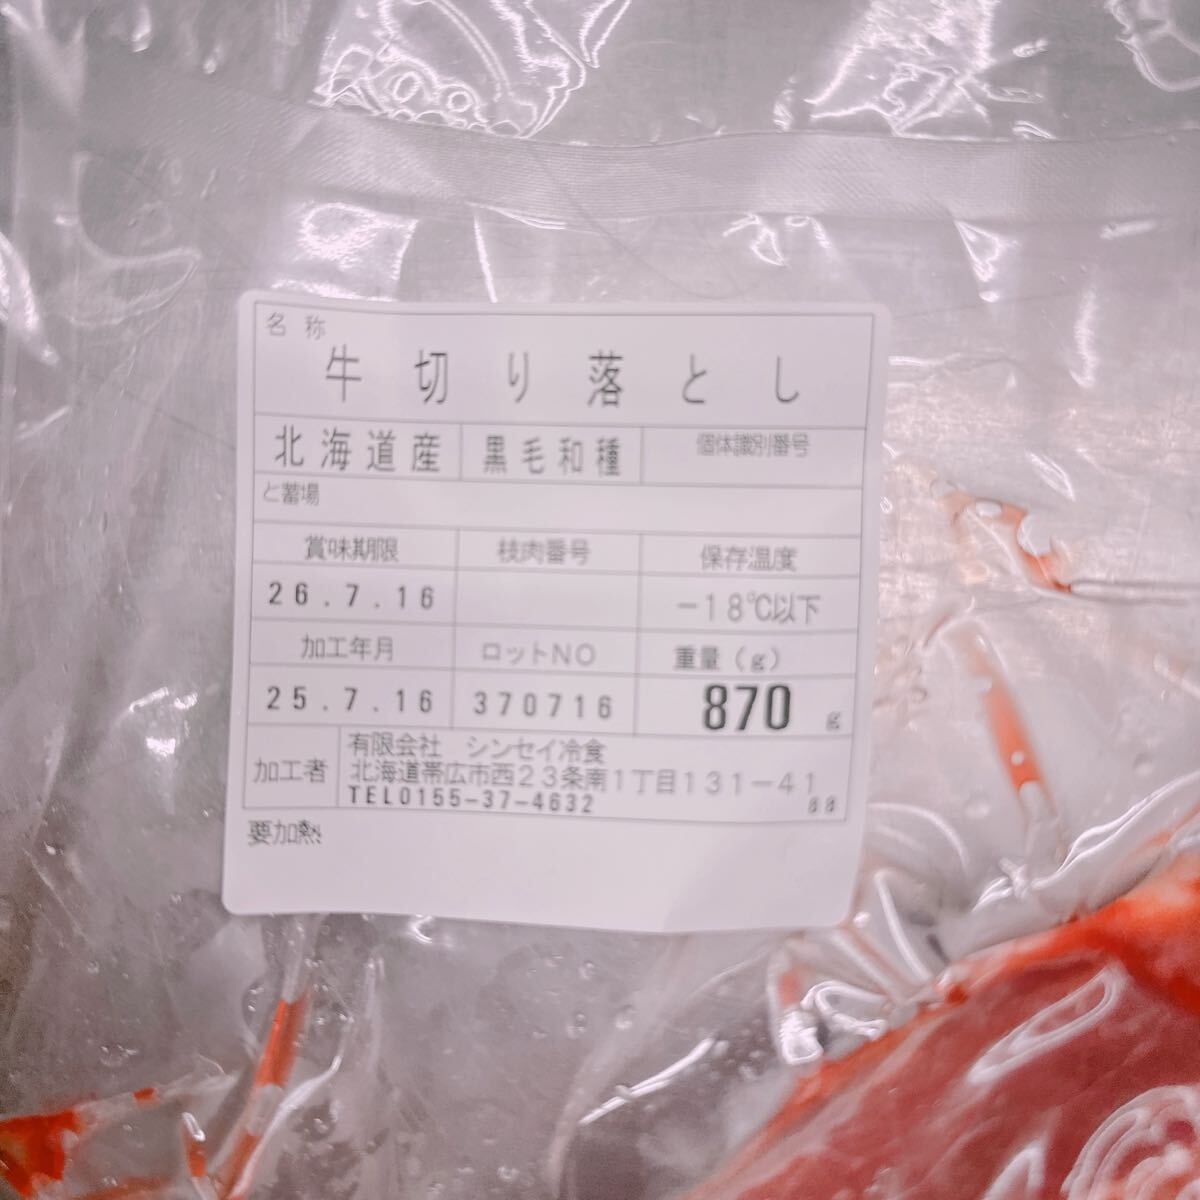 名称
牛切り落とし
北海道産 黒毛和種 個体識別番号
と蓄場
賞味期限 枝肉番号 保存温度
26.7.16 −18℃以下
加工年月 ロットNO 重量(g)
25.7.16 370716 870 g
加工者 有限会社 シンセイ冷食
北海道帯広市西23条南1丁目131−41
TEL0155-37-4632 88
要加熱